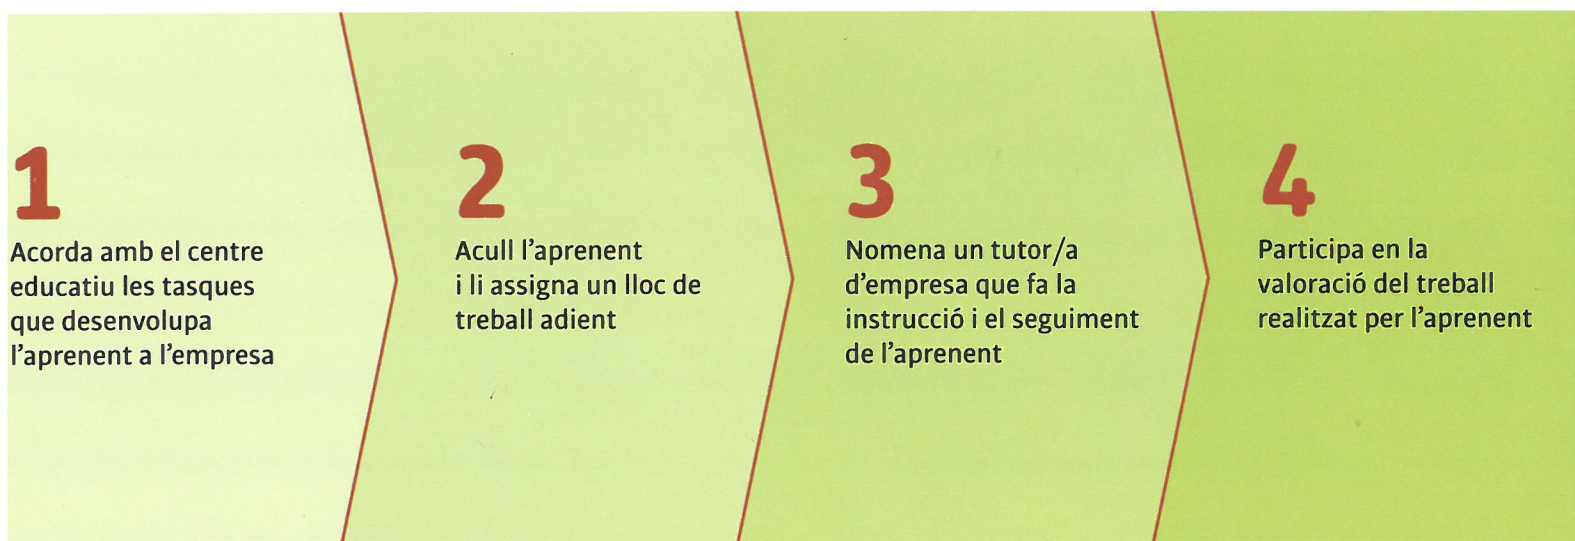 1
Acorda amb el centre
educatiu les tasques
que desenvolupa
l'aprenent a l'empresa
2
Acull l'aprenent
i li assigna un lloc de
treball adient
3
Nomena un tutor/a
d'empresa que fa la
instrucció i el seguiment
de l'aprenent
4
Participa en la
valoració del treball
realitzat per l'aprenent